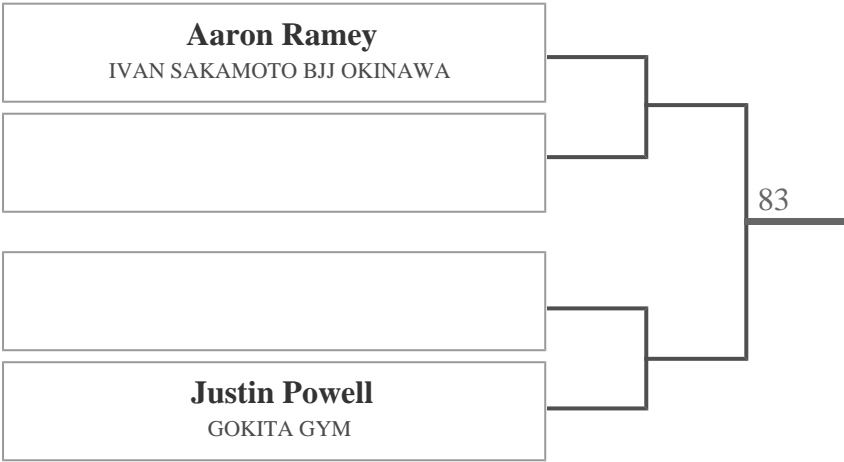 Aaron Ramey
IVAN SAKAMOTO BJJ OKINAWA
83
Justin Powell
GOKITA GYM